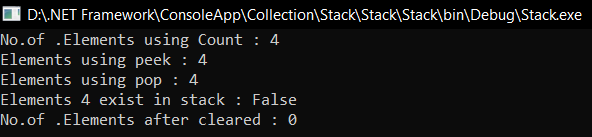 D:\.NET Framework\ConsoleApp\Collection\Stack\Stack\Stack\bin\Debug\Stack.exe
No.of .Elements using Count : 4
Elements using peek : 4
Elements using pop : 4
Elements 4 exist in stack : False
No.of .Elements after cleared : 0